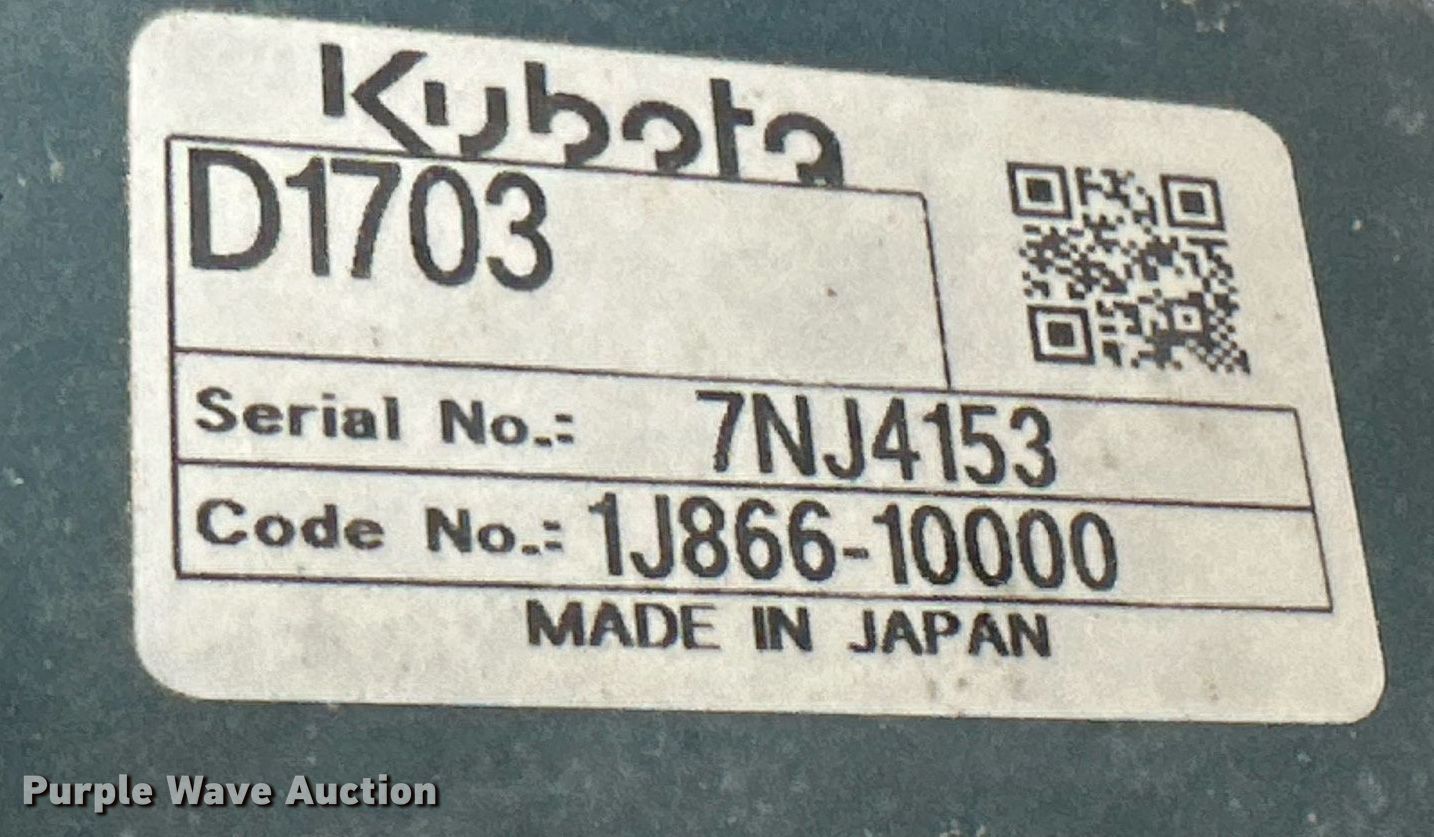 Kubota
D1703
Serial No.: 7NJ4153
Code No.: 1J866-10000
MADE IN JAPAN
Purple Wave Auction